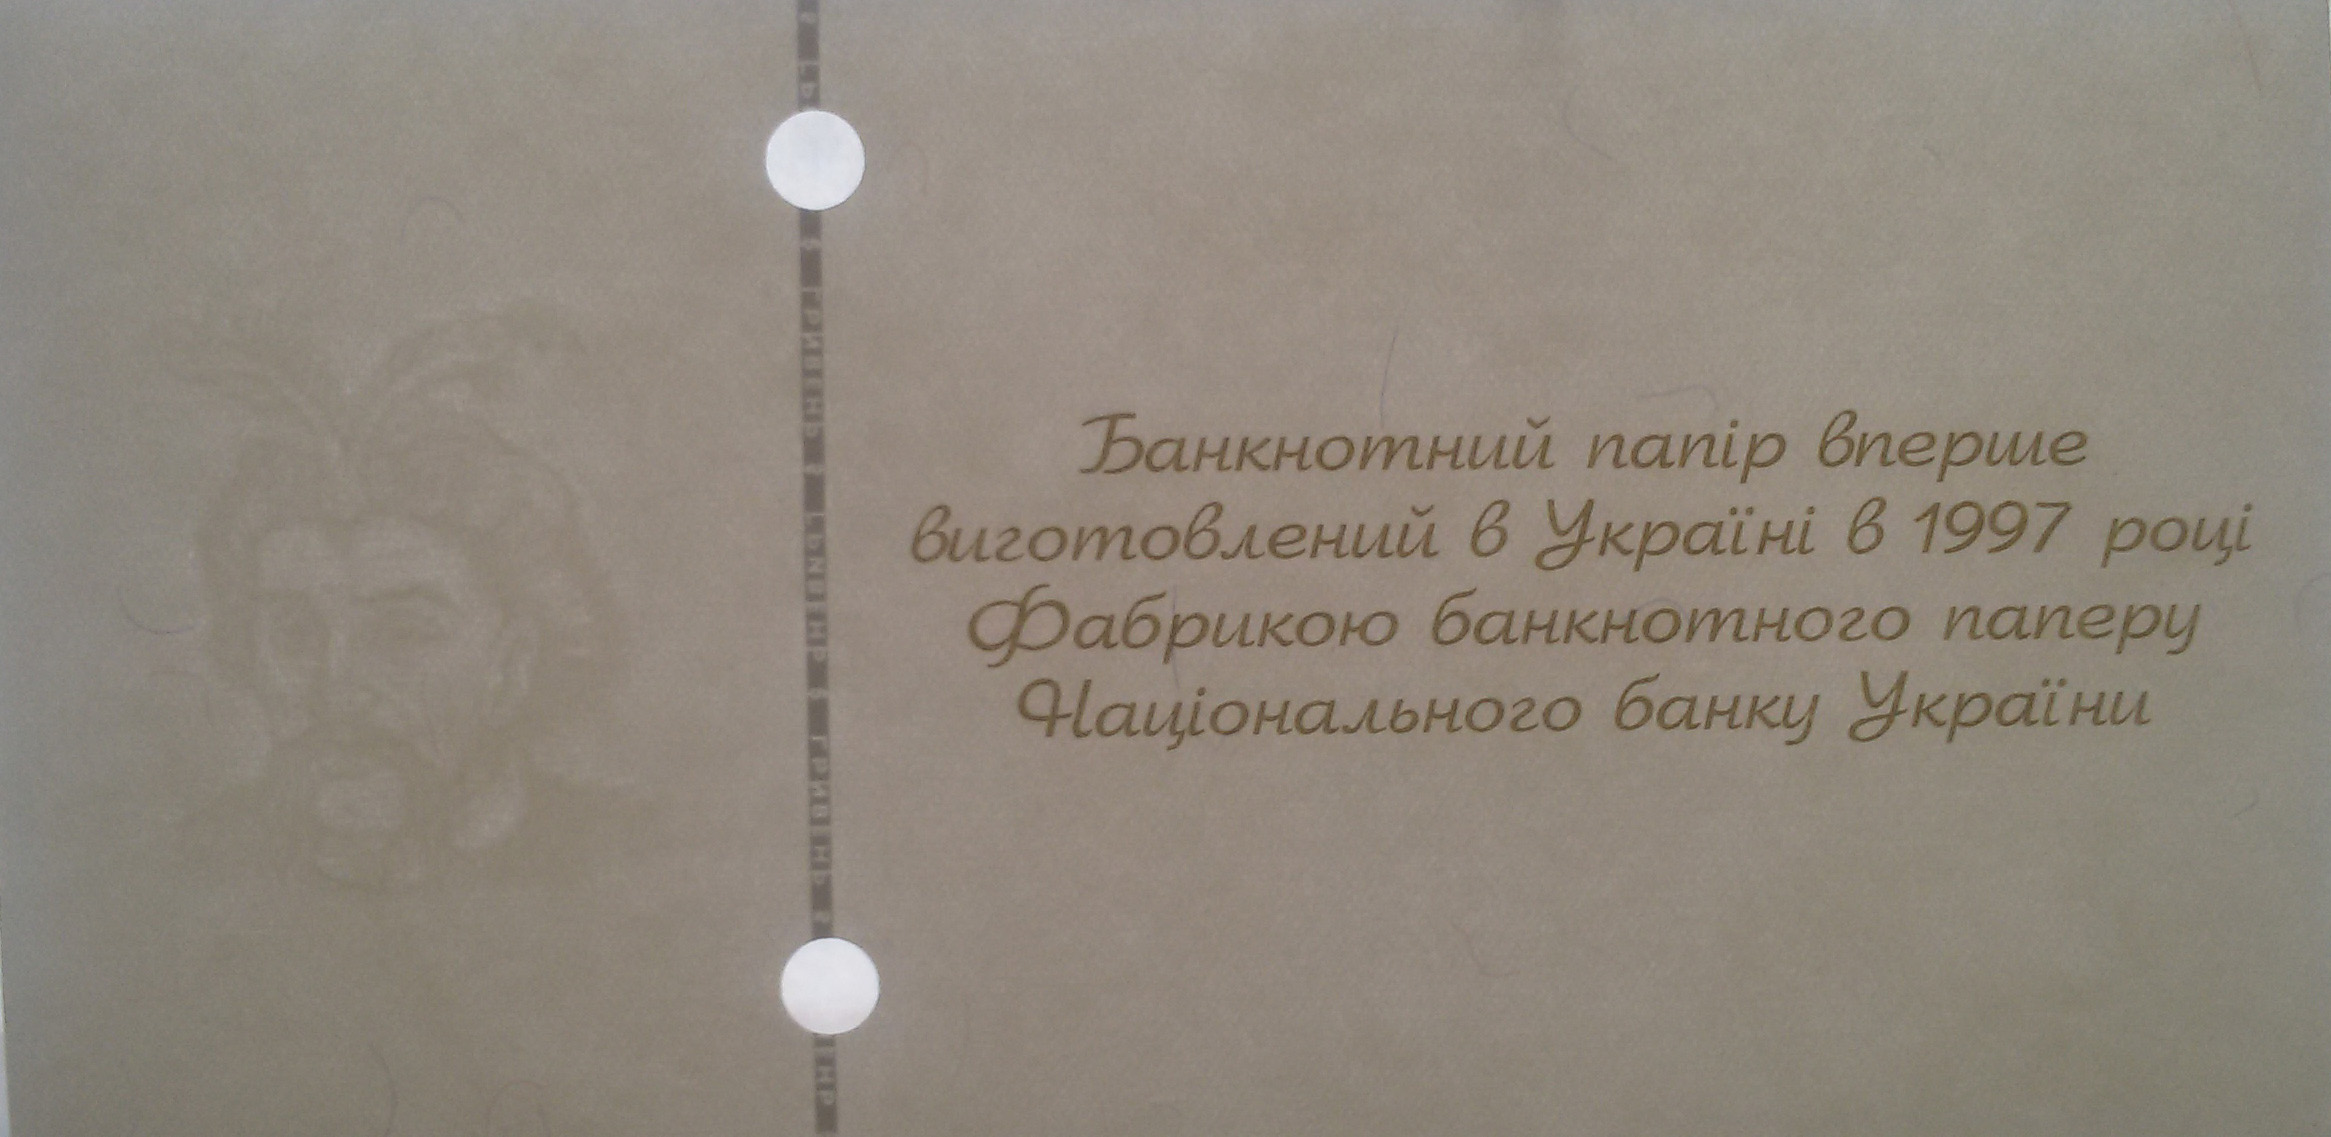 Банкнотний папір вперше
виготовлений в Україні в 1997 році
Фабрикою банкнотного паперу
Національного банку України